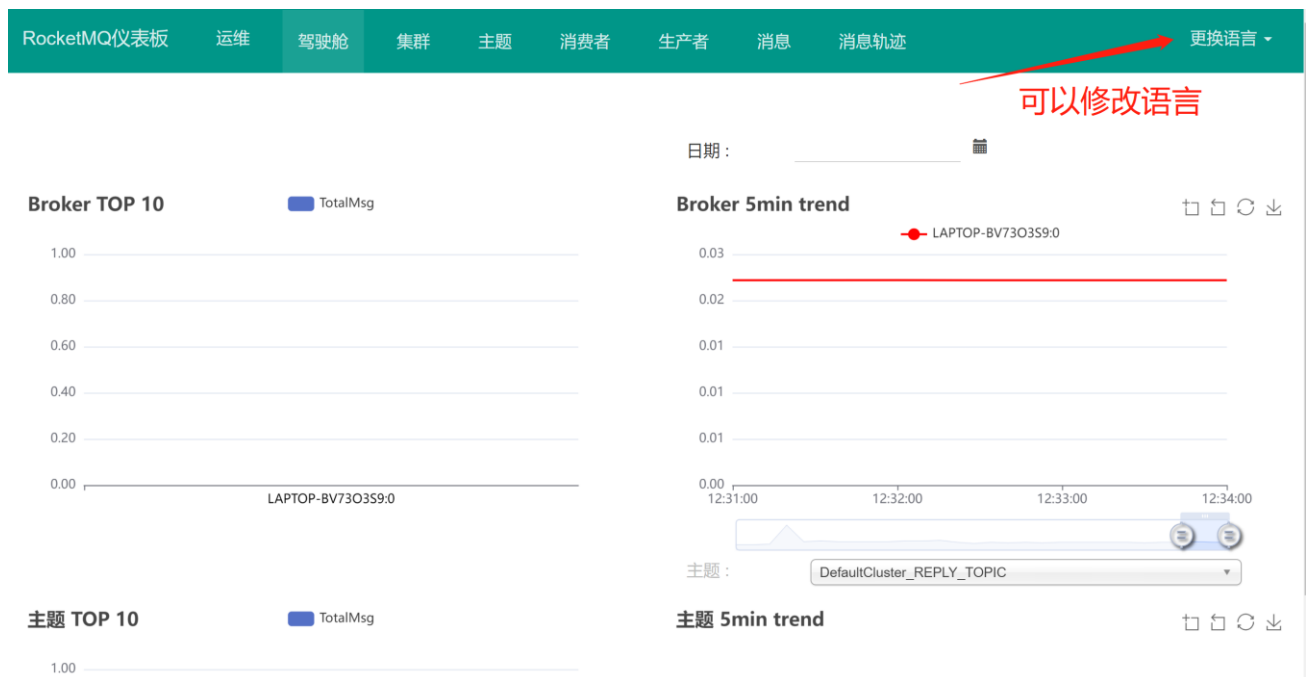 RocketMQ仪表板 运维 驾驶舱 集群 主题 消费者 生产者 消息 消息轨迹 更换语言
可以修改语言
日期 :
Broker TOP 10 TotalMsg
1.00
0.80
0.60
0.40
0.20
0.00
LAPTOP-BV73O3S9:0
Broker 5min trend
LAPTOP-BV73O3S9:0
0.03
0.02
0.01
0.01
0.01
0.00
12:31:00 12:32:00 12:33:00 12:34:00
主题 : DefaultCluster_REPLY_TOPIC
主题 TOP 10 TotalMsg
1.00
主题 5min trend